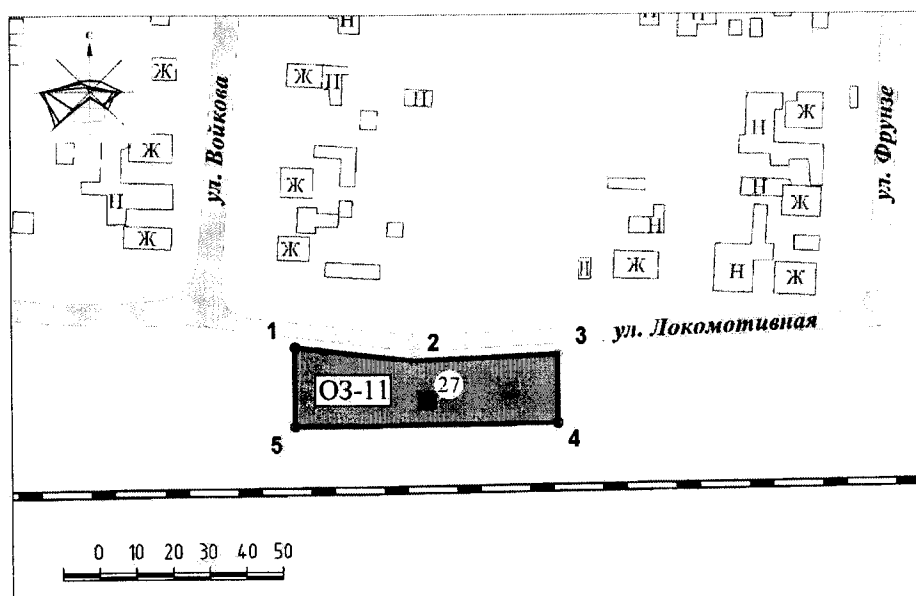 Н
Н
с
Ж
Ж
Н
Н
Ж
Н
ул. Войкова
ул. Фрунзе
Ж
Ж
Н
Ж
Н
Н
Ж
Ж
Н
Ж
Н
Ж
1
2
3
ул. Локомотивная
ОЗ-11
27
5
4
0 10 20 30 40 50